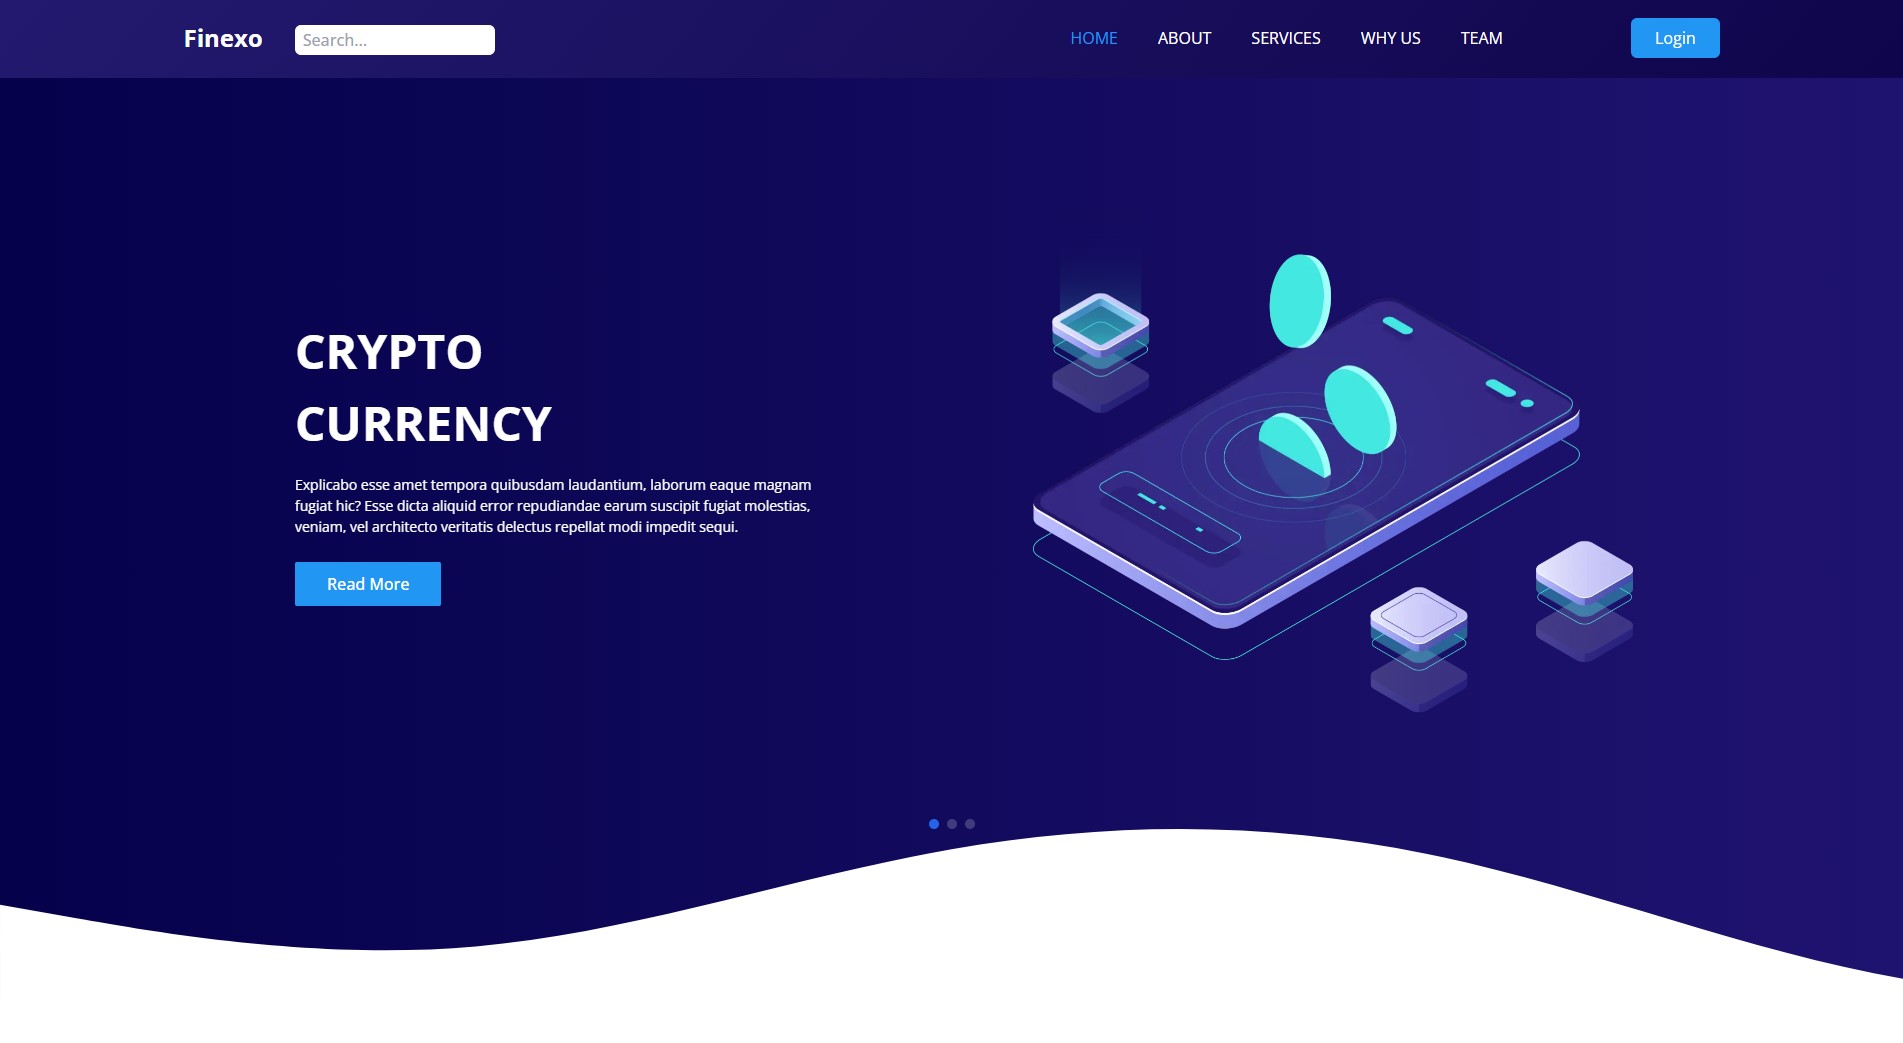 Finexo
Search...
HOME ABOUT SERVICES WHY US TEAM
Login
CRYPTO
CURRENCY
Explicabo esse amet tempora quibusdam laudantium, laborum eaque magnam
fugiat hic? Esse dicta aliquid error repudiandae earum suscipit fugiat molestias,
veniam, vel architecto veritatis delectus repellat modi impedit sequi.
Read More